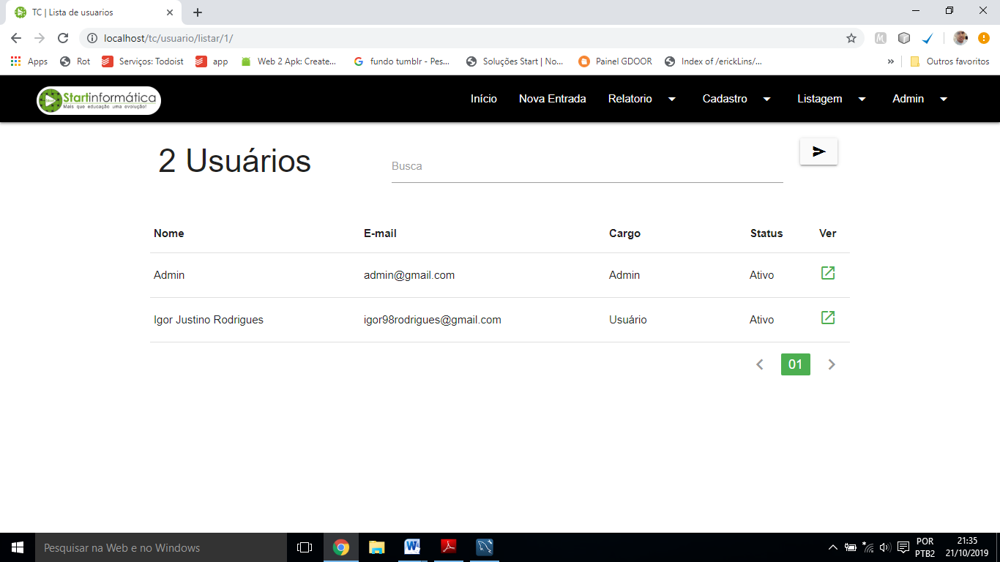 TC | Lista de usuarios
localhost/tc/usuario/listar/1/
Apps Rot Serviços: Todoist app Web 2 Apk: Create... fundo tumblr - Pes... Soluções Start | No... Painel GDOOR Index of /erickLins/... » Outros favoritos
Start Startinformática
Mais que educação uma evolução!
Início Nova Entrada Relatorio Cadastro Listagem Admin
2 Usuários
Busca
Nome E-mail Cargo Status Ver
Admin admin@gmail.com Admin Ativo
Igor Justino Rodrigues igor98rodrigues@gmail.com Usuário Ativo
01
Pesquisar na Web e no Windows
POR
PTB2
21:35
21/10/2019